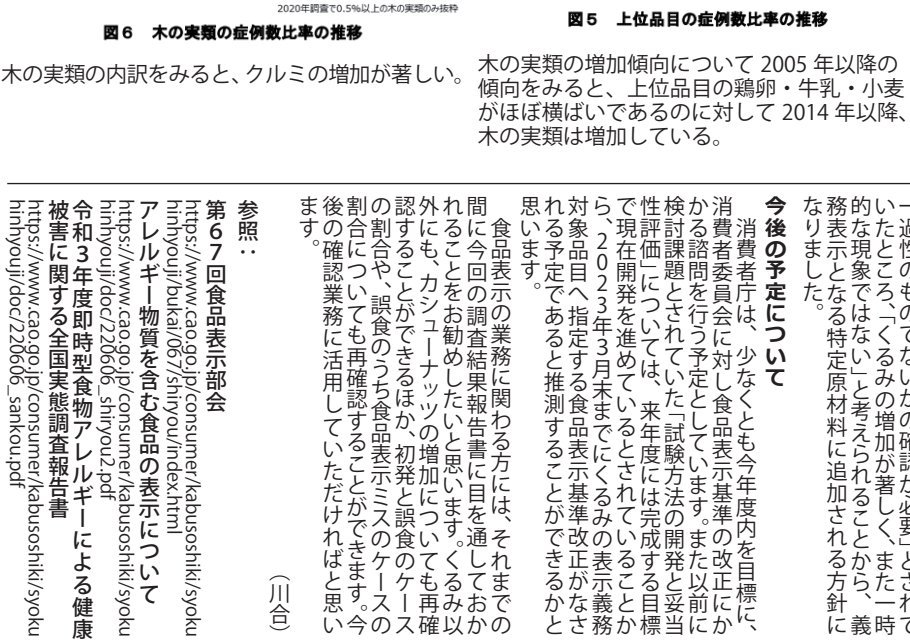 2020年調査で0.5%以上の木の実類のみ抜粋
図6　木の実類の症例数比率の推移
木の実類の内訳をみると、クルミの増加が著しい。
図5　上位品目の症例数比率の推移
木の実類の増加傾向について 2005 年以降の
傾向をみると、上位品目の鶏卵・牛乳・小麦
がほぼ横ばいであるのに対して 2014 年以降、
木の実類は増加している。
一過性のものでないかの確認が必要」とされて
いたところ、「くるみの増加が著しく、また一時
的な現象ではない」と考えられることから、義
務表示となる特定原材料に追加される方針に
なりました。
今後の予定について
消費者庁は、少なくとも今年度内を目標に、
消費者委員会に対し食品表示基準の改正にか
かる諮問を行う予定としています。また以前に
検討課題とされていた「試験方法の開発と妥当
性評価」については、来年度には完成する目標
で現在開発を進めているとされていることか
ら、2023年3月末までにくるみの表示義務
対象品目へ指定する食品表示基準改正がなさ
れる予定であると推測することができるかと
思います。
食品表示の業務に関わる方には、それまでの
間に今回の調査結果報告書に目を通しておか
れることをお勧めしたいと思います。くるみ以
外にも、カシューナッツの増加についても再確
認することができるほか、初発と誤食のケース
の割合や、誤食のうち食品表示ミスのケースの
割合についても再確認することができます。今
後の確認業務に活用していただければと思い
ます。
（川合）
参照：
第67回食品表示部会
https://www.cao.go.jp/consumer/kabusoshiki/syoku
hinhyouji/bukai/067/shiryou/index.html
アレルギー物質を含む食品の表示について
https://www.cao.go.jp/consumer/kabusoshiki/syoku
hinhyouji/doc/220606_shiryou2.pdf
令和3年度即時型食物アレルギーによる健康
被害に関する全国実態調査報告書
https://www.cao.go.jp/consumer/kabusoshiki/syoku
hinhyouji/doc/220606_sankou.pdf